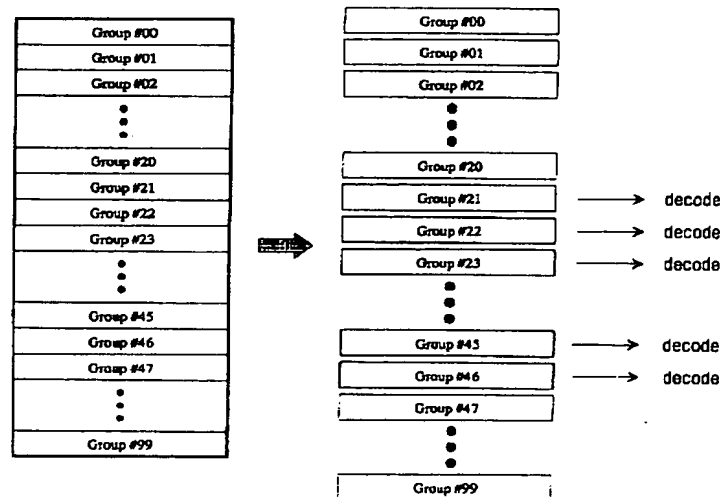 Group #00
Group #01
Group #02
Group #20
Group #21
Group #22
Group #23
Group #45
Group #46
Group #47
Group #99
Group #00
Group #01
Group #02
Group #20
Group #21
decode
Group #22
decode
Group #23
decode
Group #45
decode
Group #46
decode
Group #47
Group #99